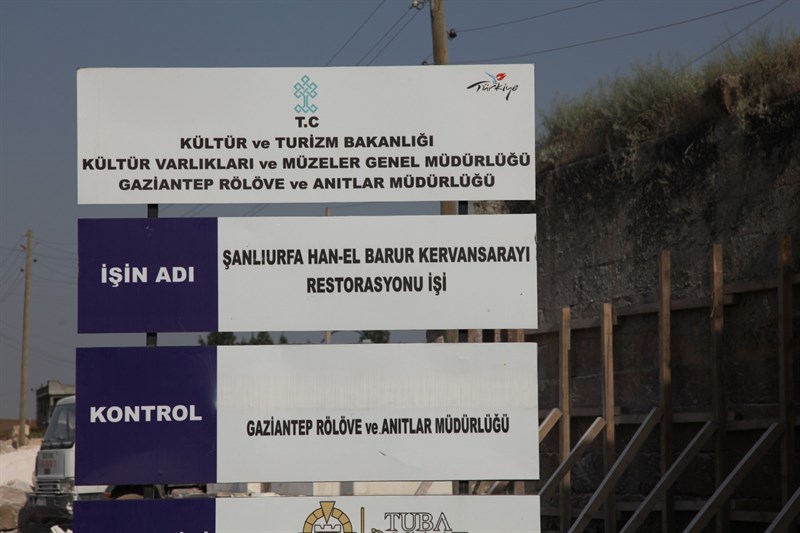 Türkiye
T.C
KÜLTÜR ve TURİZM BAKANLIĞI
KÜLTÜR VARLIKLARI ve MÜZELER GENEL MÜDÜRLÜĞÜ
GAZİANTEP RÖLÖVE ve ANITLAR MÜDÜRLÜĞÜ
İŞİN ADI
ŞANLIURFA HAN-EL BARUR KERVANSARAYI
RESTORASYONU İŞİ
KONTROL
GAZİANTEP RÖLÖVE ve ANITLAR MÜDÜRLÜĞÜ
TUBA